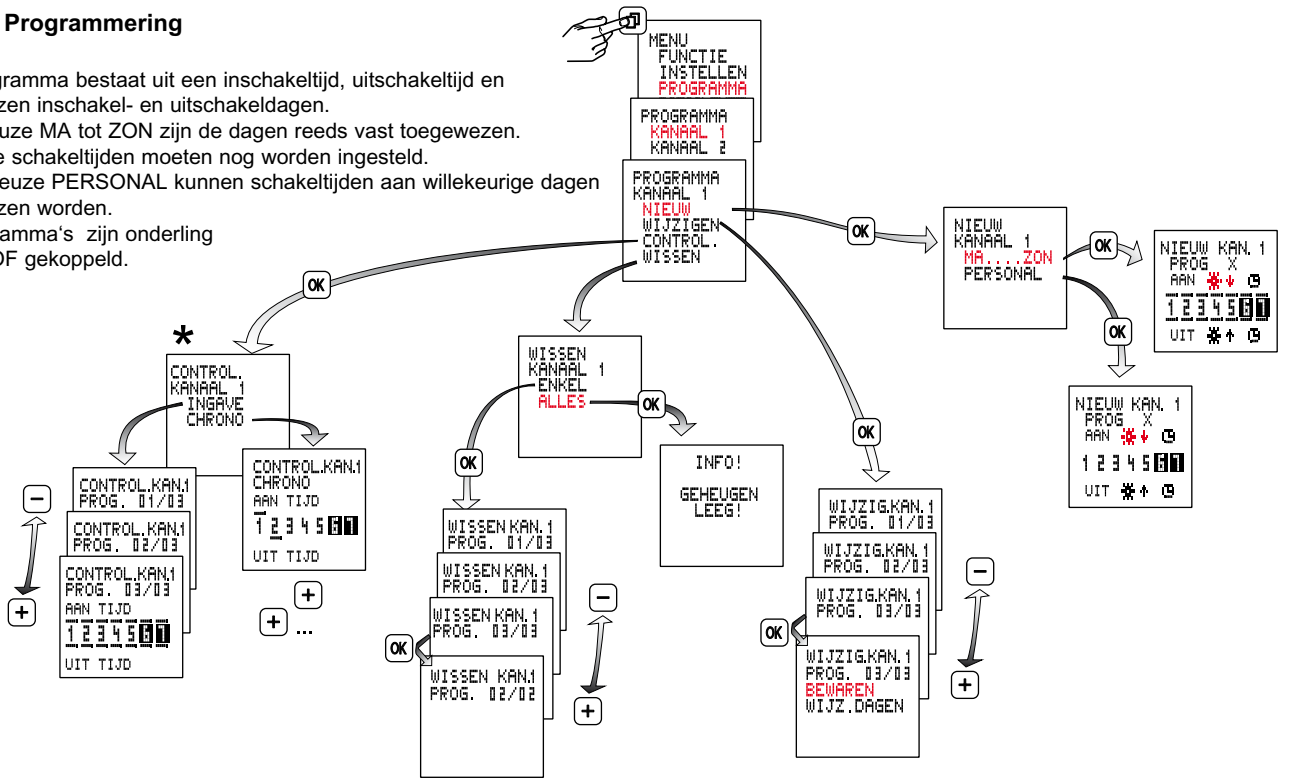 Programmering
gramma bestaat uit een inschakeltijd, uitschakeltijd en
zen inschakel- en uitschakeldagen.
euze MA tot ZON zijn de dagen reeds vast toegewezen.
e schakeltijden moeten nog worden ingesteld.
euze PERSONAL kunnen schakeltijden aan willekeurige dagen
zen worden.
amma's zijn onderling
OF gekoppeld.
MENU
FUNCTIE
INSTELLEN
PROGRAMMA
PROGRAMMA
KANAAL 1
KANAAL 2
PROGRAMMA
KANAAL 1
NIEUW
WIJZIGEN
CONTROL.
WISSEN
OK
NIEUW
KANAAL 1
MA....ZON
PERSONAL
OK
OK
NIEUW KAN. 1
PROG X
AAN
1 2 3 4 5 6 7
UIT
NIEUW KAN. 1
PROG X
AAN
1 2 3 4 5 6 7
UIT
OK
*
CONTROL.
KANAAL 1
INGAVE
CHRONO
CONTROL.KAN.1
PROG. 01/03
CONTROL.KAN.1
PROG. 02/03
CONTROL.KAN.1
PROG. 03/03
AAN TIJD
1 2 3 4 5 6 7
UIT TIJD
−
+
CONTROL.KAN.1
CHRONO
AAN TIJD
1 2 3 4 5 6 7
UIT TIJD
+
+ ...
WISSEN
KANAAL 1
ENKEL
ALLES
OK
OK
INFO!
GEHEUGEN
LEEG!
WISSEN KAN. 1
PROG. 01/03
WISSEN KAN. 1
PROG. 02/03
WISSEN KAN. 1
PROG. 03/03
OK
WISSEN KAN.1
PROG. 02/02
−
+
OK
WIJZIG.KAN. 1
PROG. 01/03
WIJZIG.KAN. 1
PROG. 02/03
WIJZIG.KAN. 1
PROG. 03/03
OK
WIJZIG.KAN. 1
PROG. 03/03
BEWAREN
WIJZ.DAGEN
−
+